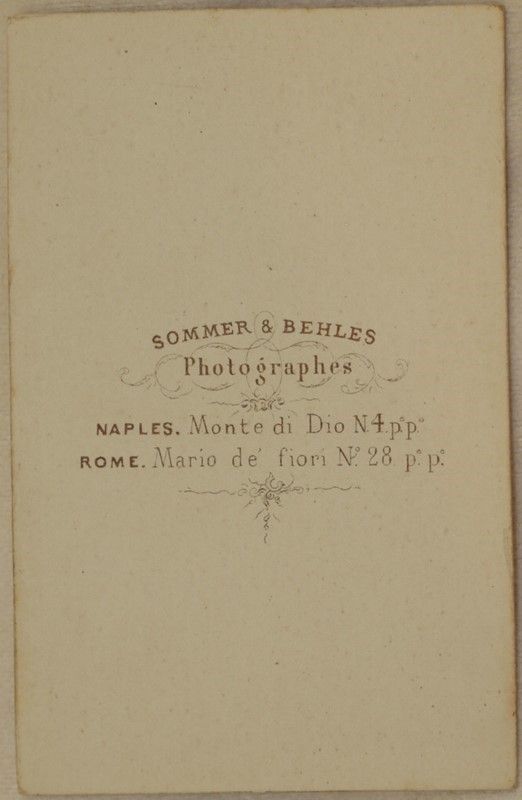 SOMMER & BEHLES
Photographes
NAPLES. Monte di Dio N.4.p.º p.º
ROME. Mario de' fiori N.º 28. p.º p.º